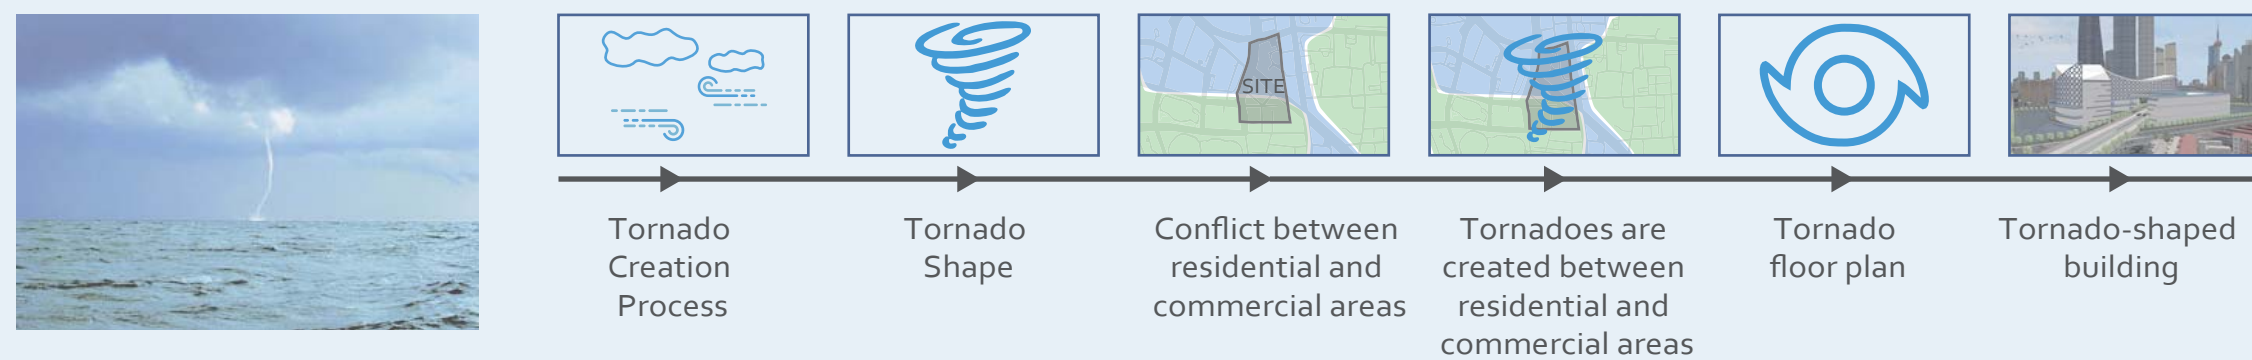 SITE
Tornado
Creation
Process
Tornado
Shape
Conflict between
residential and
commercial areas
Tornadoes are
created between
residential and
commercial areas
Tornado
floor plan
Tornado-shaped
building